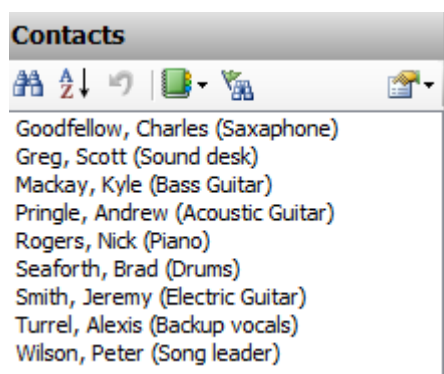 Contacts
Goodfellow, Charles (Saxaphone)
Greg, Scott (Sound desk)
Mackay, Kyle (Bass Guitar)
Pringle, Andrew (Acoustic Guitar)
Rogers, Nick (Piano)
Seaforth, Brad (Drums)
Smith, Jeremy (Electric Guitar)
Turrel, Alexis (Backup vocals)
Wilson, Peter (Song leader)